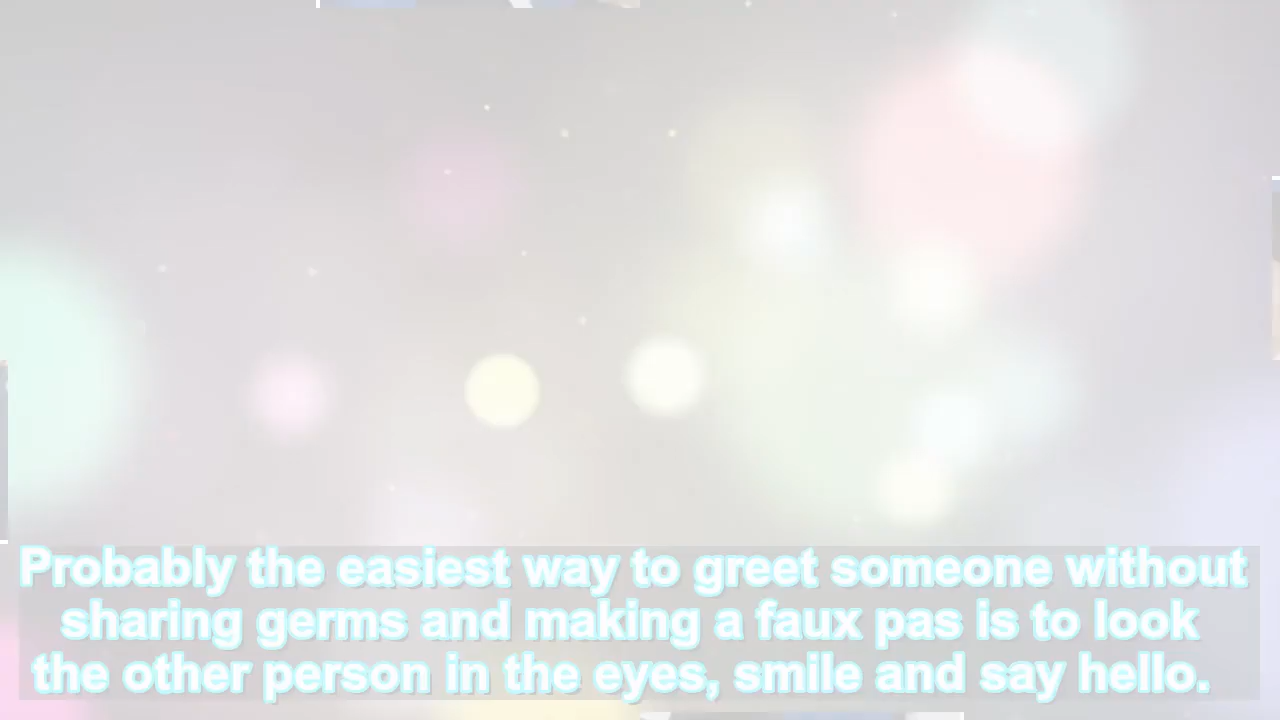 Probably the easiest way to greet someone without
sharing germs and making a faux pas is to look
the other person in the eyes, smile and say hello.